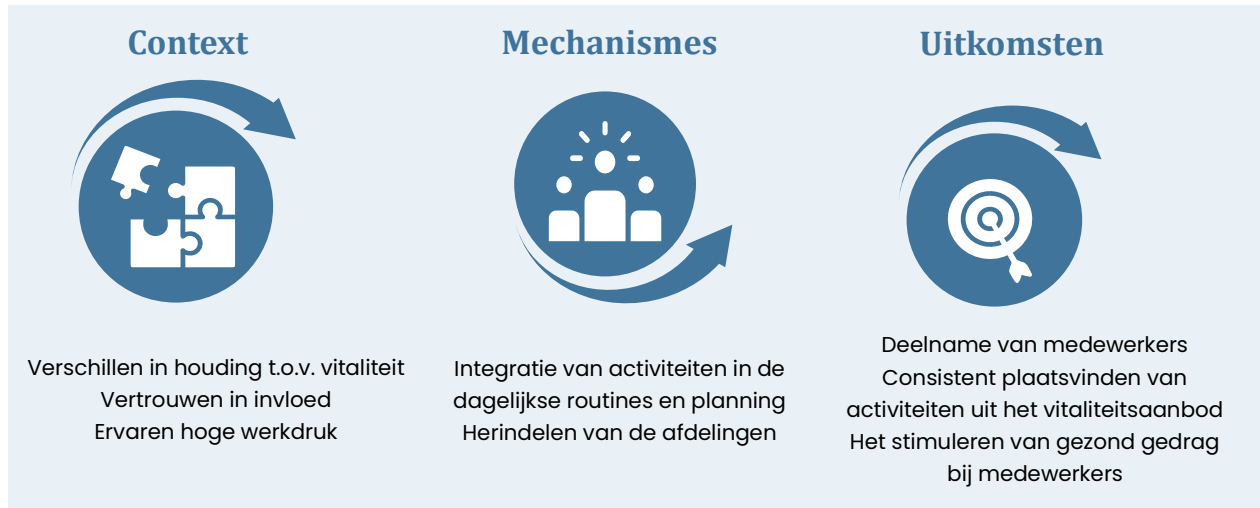 Context
Verschillen in houding t.o.v. vitaliteit
Vertrouwen in invloed
Ervaren hoge werkdruk
Mechanismes
Integratie van activiteiten in de
dagelijkse routines en planning
Herindelen van de afdelingen
Uitkomsten
Deelname van medewerkers
Consistent plaatsvinden van
activiteiten uit het vitaliteitsaanbod
Het stimuleren van gezond gedrag
bij medewerkers